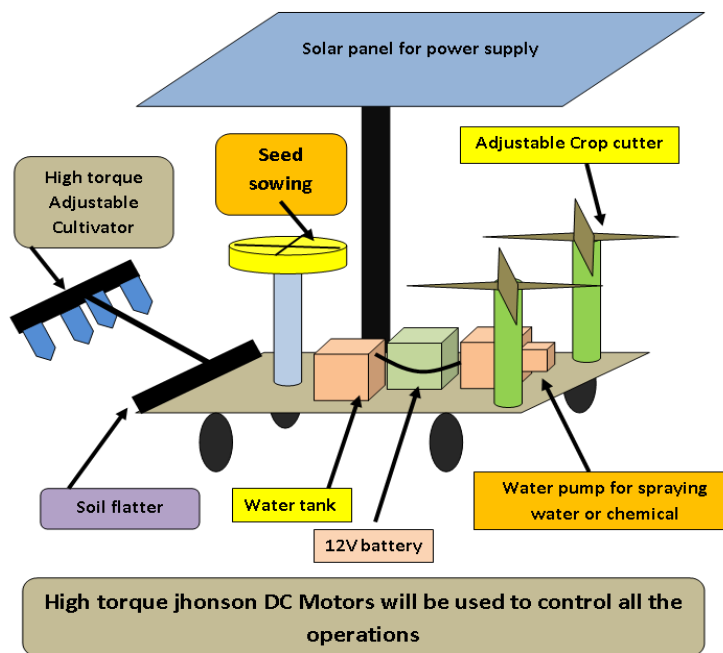 Solar panel for power supply
Adjustable Crop cutter
Seed
sowing
High torque
Adjustable
Cultivator
Soil flatter
Water tank
12V battery
Water pump for spraying
water or chemical
High torque jhonson DC Motors will be used to control all the
operations